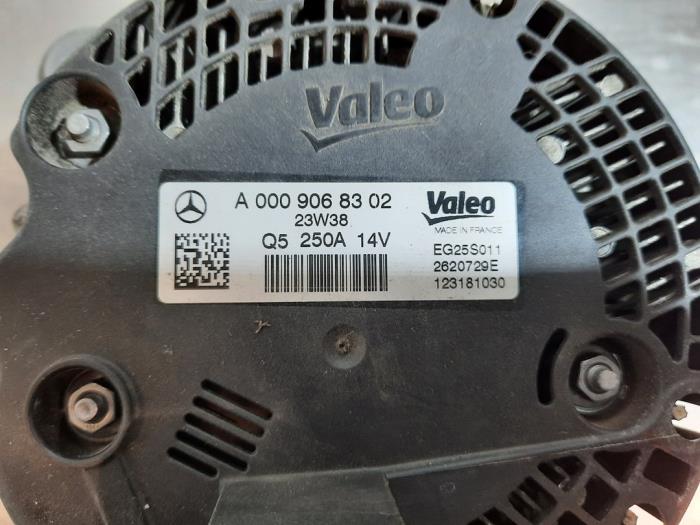 Valeo
A 000 906 83 02
23W38
Q5 250A 14V
Valeo
MADE IN FRANCE
EG25S011
2620729E
123181030